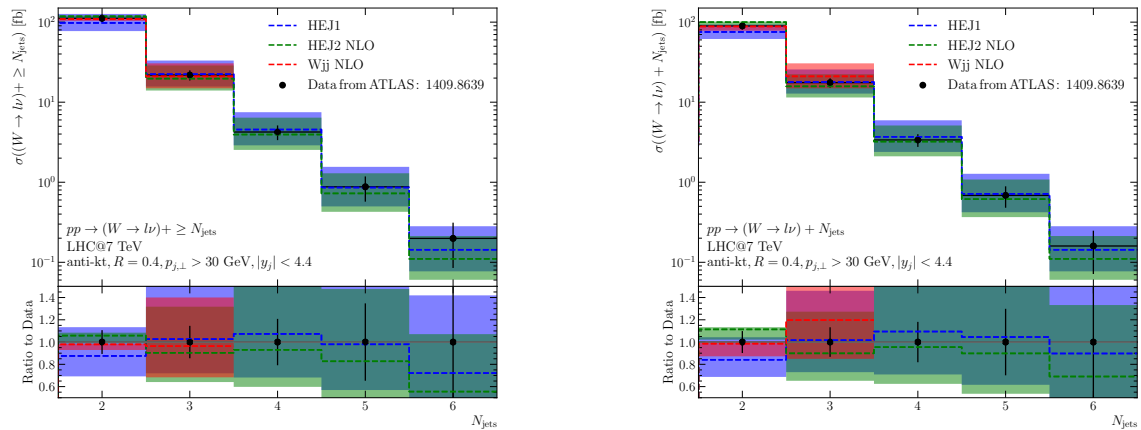 σ((W → lν)+ ≥ N_jets) [fb]
10²
10¹
10⁰
10⁻¹
HEJ1
HEJ2 NLO
Wjj NLO
Data from ATLAS: 1409.8639
pp → (W → lν)+ ≥ N_jets
LHC@7 TeV
anti-kt, R = 0.4, p_{j,⊥} > 30 GeV, |y_j| < 4.4
Ratio to Data
1.4
1.2
1.0
0.8
0.6
2 3 4 5 6
N_jets
σ((W → lν) + N_jets) [fb]
10²
10¹
10⁰
10⁻¹
HEJ1
HEJ2 NLO
Wjj NLO
Data from ATLAS: 1409.8639
pp → (W → lν) + N_jets
LHC@7 TeV
anti-kt, R = 0.4, p_{j,⊥} > 30 GeV, |y_j| < 4.4
Ratio to Data
1.4
1.2
1.0
0.8
0.6
2 3 4 5 6
N_jets